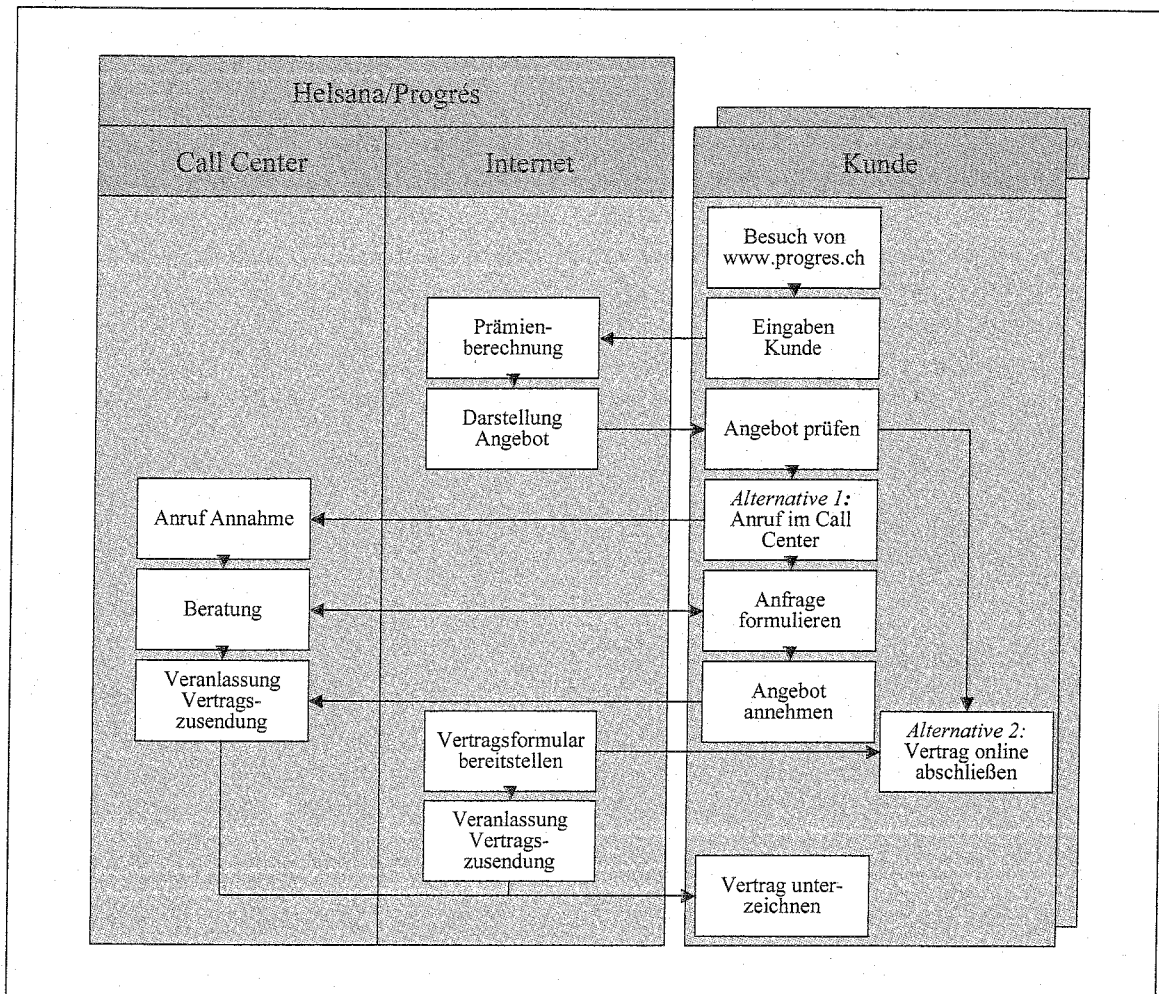 Helsana/Progrès
Call Center
Internet
Kunde
Besuch von
www.progres.ch
Prämien-
berechnung
Eingaben
Kunde
Darstellung
Angebot
Angebot prüfen
Anruf Annahme
Alternative 1:
Anruf im Call
Center
Beratung
Anfrage
formulieren
Veranlassung
Vertrags-
zusendung
Angebot
annehmen
Vertragsformular
bereitstellen
Alternative 2:
Vertrag online
abschließen
Veranlassung
Vertrags-
zusendung
Vertrag unter-
zeichnen